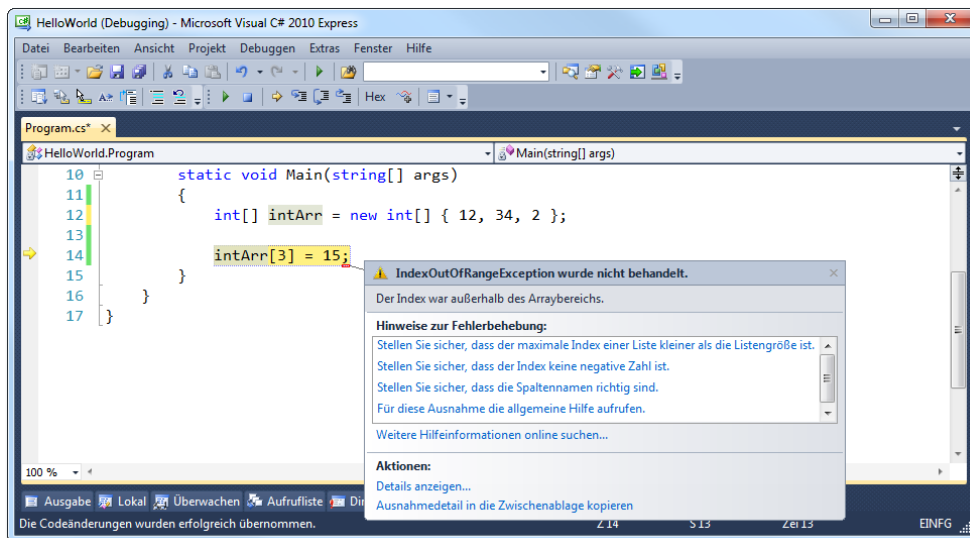 HelloWorld (Debugging) - Microsoft Visual C# 2010 Express
Datei Bearbeiten Ansicht Projekt Debuggen Extras Fenster Hilfe
Hex
Program.cs* ×
HelloWorld.Program Main(string[] args)
10 static void Main(string[] args)
11 {
12 int[] intArr = new int[] { 12, 34, 2 };
13
14 intArr[3] = 15;
15 }
16 }
17 }
IndexOutOfRangeException wurde nicht behandelt.
Der Index war außerhalb des Arraybereichs.
Hinweise zur Fehlerbehebung:
Stellen Sie sicher, dass der maximale Index einer Liste kleiner als die Listengröße ist.
Stellen Sie sicher, dass der Index keine negative Zahl ist.
Stellen Sie sicher, dass die Spaltennamen richtig sind.
Für diese Ausnahme die allgemeine Hilfe aufrufen.
Weitere Hilfeinformationen online suchen...
Aktionen:
Details anzeigen...
Ausnahmedetail in die Zwischenablage kopieren
100 %
Ausgabe Lokal Überwachen Aufrufliste Di
Die Codeänderungen wurden erfolgreich übernommen. Z 14 S 13 Zei 13 EINFG